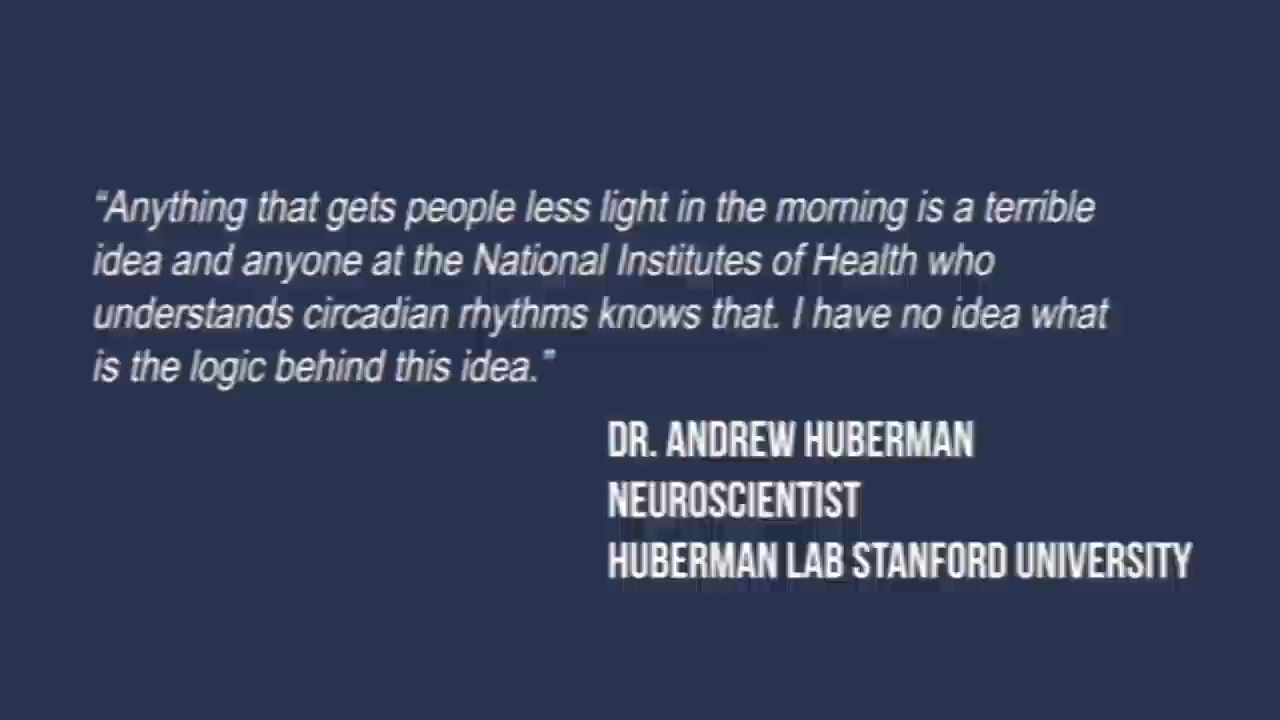 “Anything that gets people less light in the morning is a terrible
idea and anyone at the National Institutes of Health who
understands circadian rhythms knows that. I have no idea what
is the logic behind this idea.”
DR. ANDREW HUBERMAN
NEUROSCIENTIST
HUBERMAN LAB STANFORD UNIVERSITY